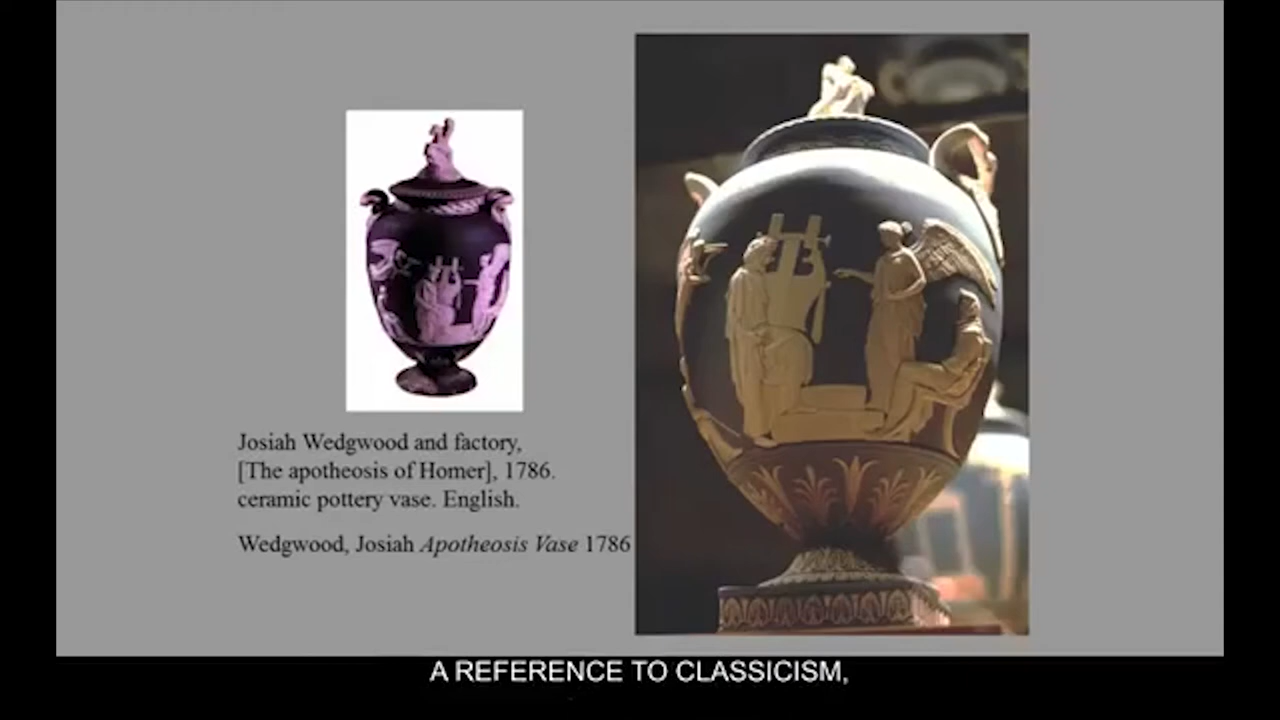 Josiah Wedgwood and factory,
[The apotheosis of Homer], 1786.
ceramic pottery vase. English.
Wedgwood, Josiah Apotheosis Vase 1786
A REFERENCE TO CLASSICISM,